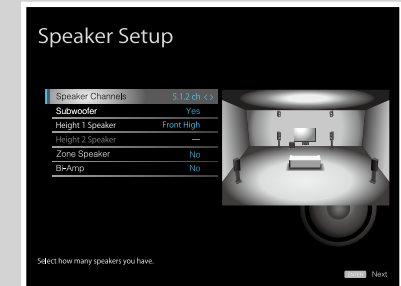 Speaker Setup
Speaker Channels 5.1.2 ch < >
Subwoofer Yes
Height 1 Speaker Front High
Height 2 Speaker ---
Zone Speaker No
Bi-Amp No
Select how many speakers you have.
ENTER Next